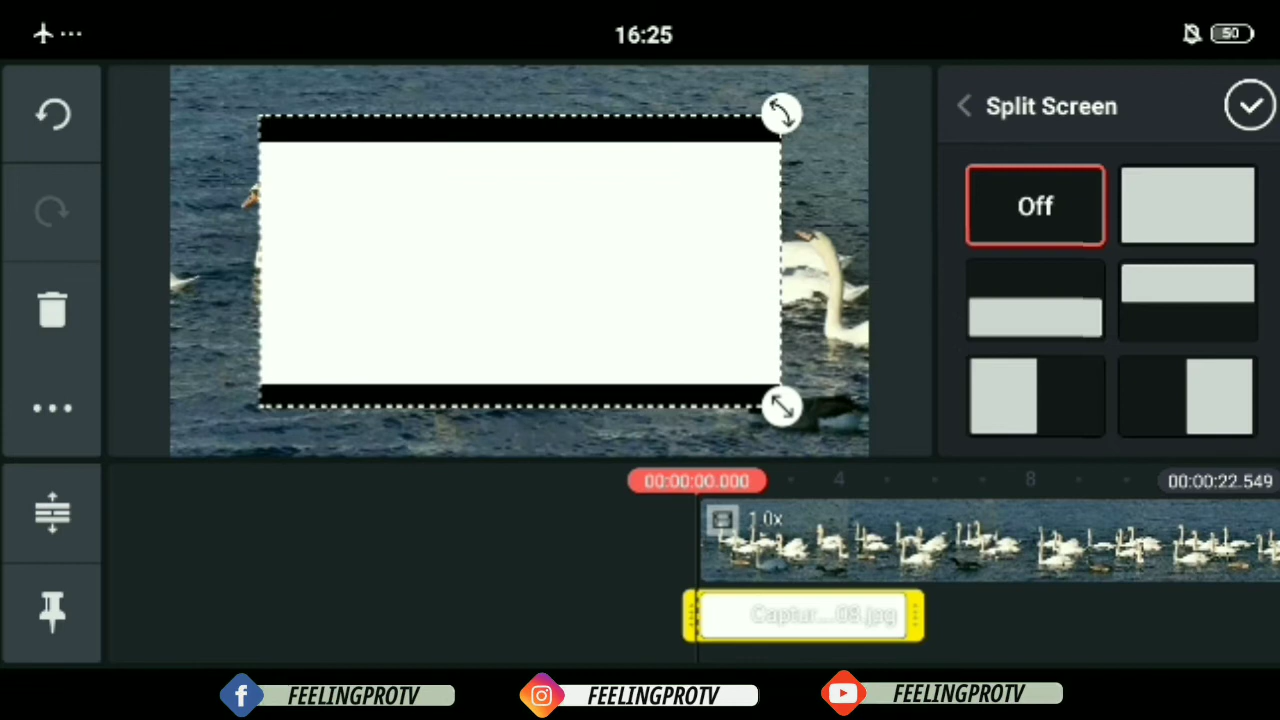 16:25
50
Split Screen
Off
00:00:00.000
4
8
00:00:22.549
1.0x
Captur...08.jpg
FEELINGPROTV
FEELINGPROTV
FEELINGPROTV